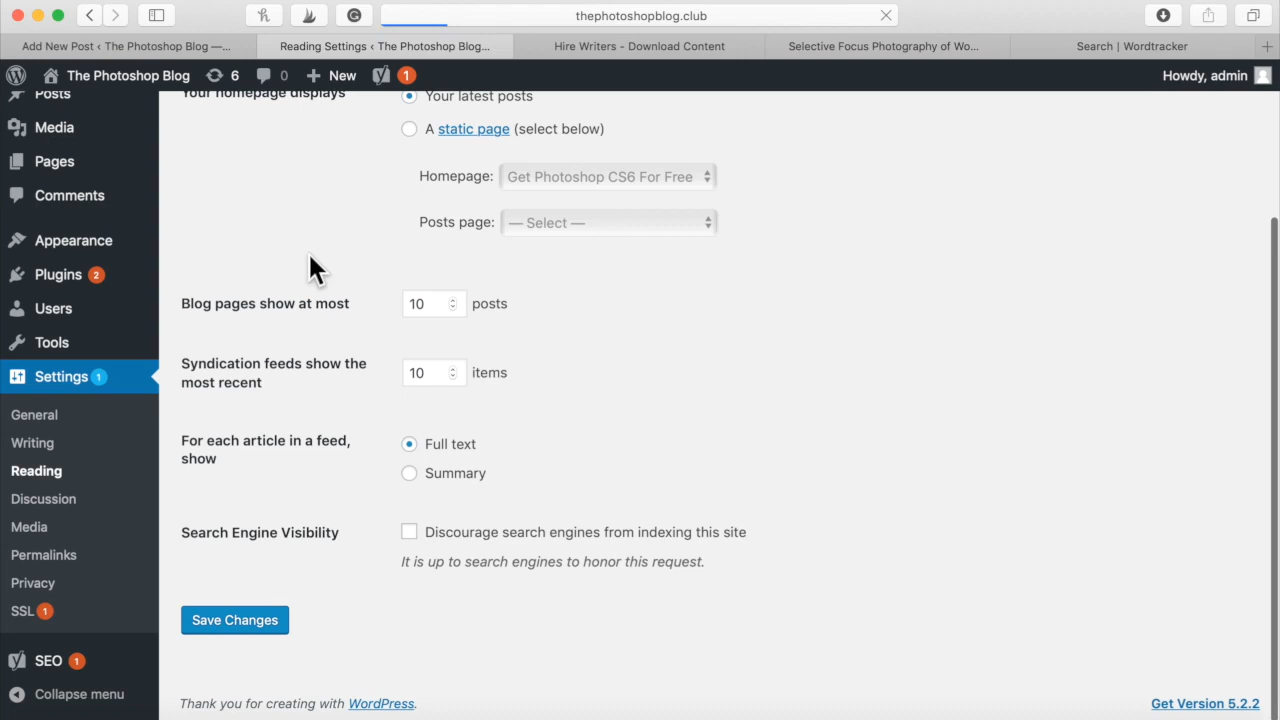 thephotoshopblog.club
Add New Post ‹ The Photoshop Blog —...
Reading Settings ‹ The Photoshop Blog...
Hire Writers - Download Content
Selective Focus Photography of Wo...
Search | Wordtracker
The Photoshop Blog
6
0
New
1
Howdy, admin
Posts
Media
Pages
Comments
Appearance
Plugins 2
Users
Tools
Settings 1
General
Writing
Reading
Discussion
Media
Permalinks
Privacy
SSL 1
SEO 1
Collapse menu
Your homepage displays
Your latest posts
A static page (select below)
Homepage: Get Photoshop CS6 For Free
Posts page: — Select —
Blog pages show at most
10 posts
Syndication feeds show the
most recent
10 items
For each article in a feed,
show
Full text
Summary
Search Engine Visibility
Discourage search engines from indexing this site
It is up to search engines to honor this request.
Save Changes
Thank you for creating with WordPress.
Get Version 5.2.2